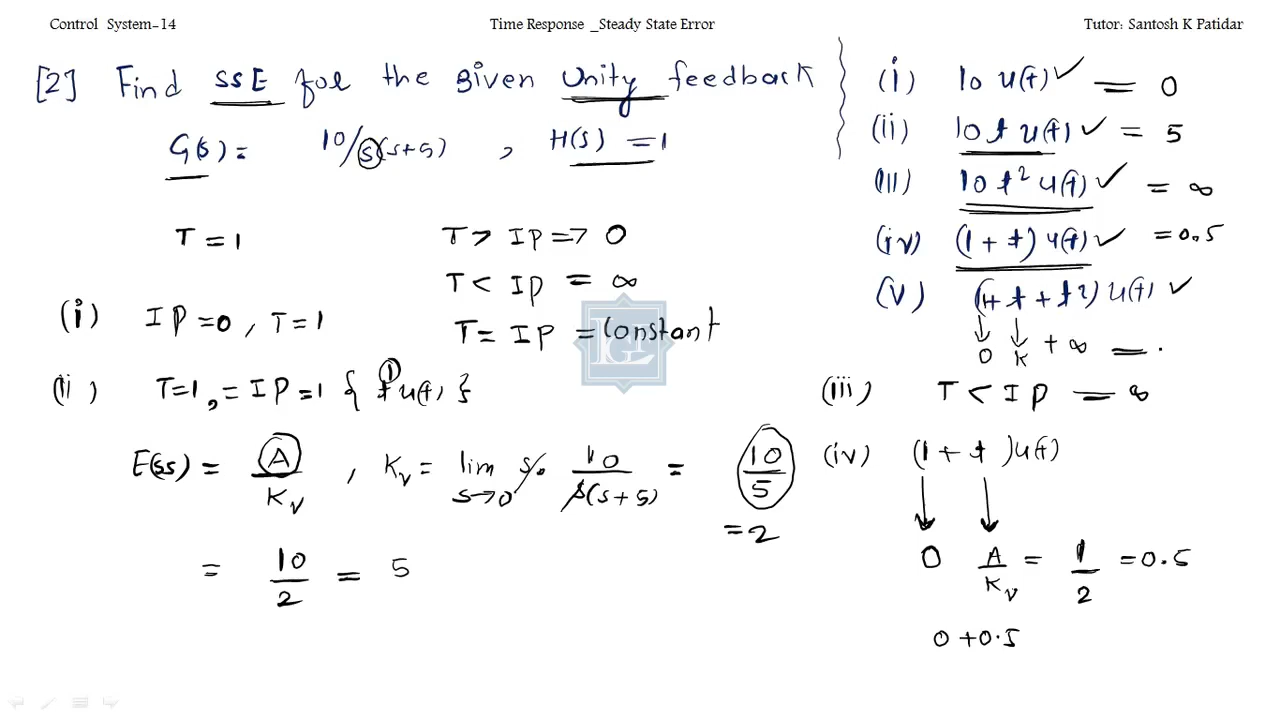 Control System-14 Time Response _Steady State Error Tutor: Santosh K Patidar
[2] Find SSE for the given Unity feedback
G(s) = 10/s(s+5) , H(s) = 1
(i) 10 u(t) ✓ = 0
(ii) 10 t u(t) ✓ = 5
(iii) 10 t² u(t) ✓ = ∞
(iv) (1 + t) u(t) ✓ = 0.5
(v) (1+ t + t²) u(t) ✓
↓ ↓
0 K + ∞ = .
T = 1
T > IP => 0
T < IP = ∞
T = IP = Constant
(i) IP = 0, T = 1
(ii) T=1, = IP = 1 { t¹ u(t) }
E(ss) = A/Kv , Kv = lim s→0 s · 10/s(s+5) = 10/5
= 2
= 10/2 = 5
(iii) T < IP = ∞
(iv) (1 + t) u(t)
↓ ↓
0 A/Kv = 1/2 = 0.5
0 + 0.5